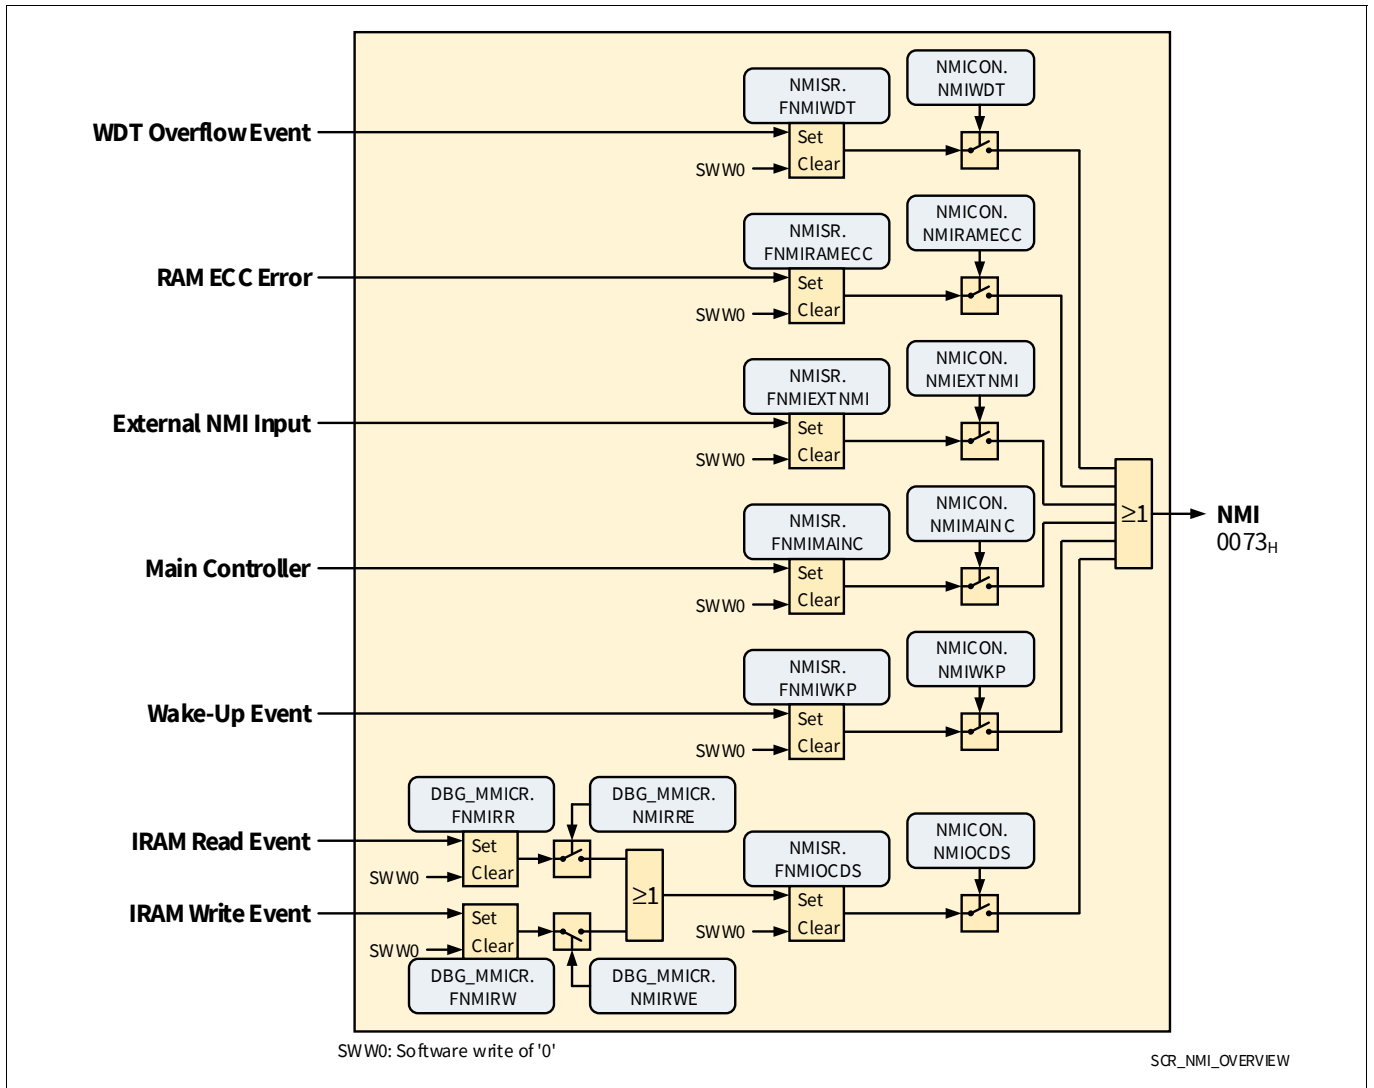 NMISR.
FNMIWDT
NMICON.
NMIWDT
WDT Overflow Event
Set
Clear
SWW0
NMISR.
FNMIRAMECC
NMICON.
NMIRAMECC
RAM ECC Error
Set
Clear
SWW0
NMISR.
FNMIEXTNMI
NMICON.
NMIEXTNMI
External NMI Input
Set
Clear
SWW0
≥1
NMI
0073H
NMISR.
FNMIMAINC
NMICON.
NMIMAINC
Main Controller
Set
Clear
SWW0
NMISR.
FNMIWKP
NMICON.
NMIWKP
Wake-Up Event
Set
Clear
SWW0
DBG_MMICR.
FNMIRR
DBG_MMICR.
NMIRRE
IRAM Read Event
Set
Clear
SWW0
≥1
NMISR.
FNMIOCDS
NMICON.
NMIOCDS
Set
Clear
SWW0
IRAM Write Event
Set
Clear
SWW0
DBG_MMICR.
FNMIRW
DBG_MMICR.
NMIRWE
SWW0: Software write of '0'
SCR_NMI_OVERVIEW